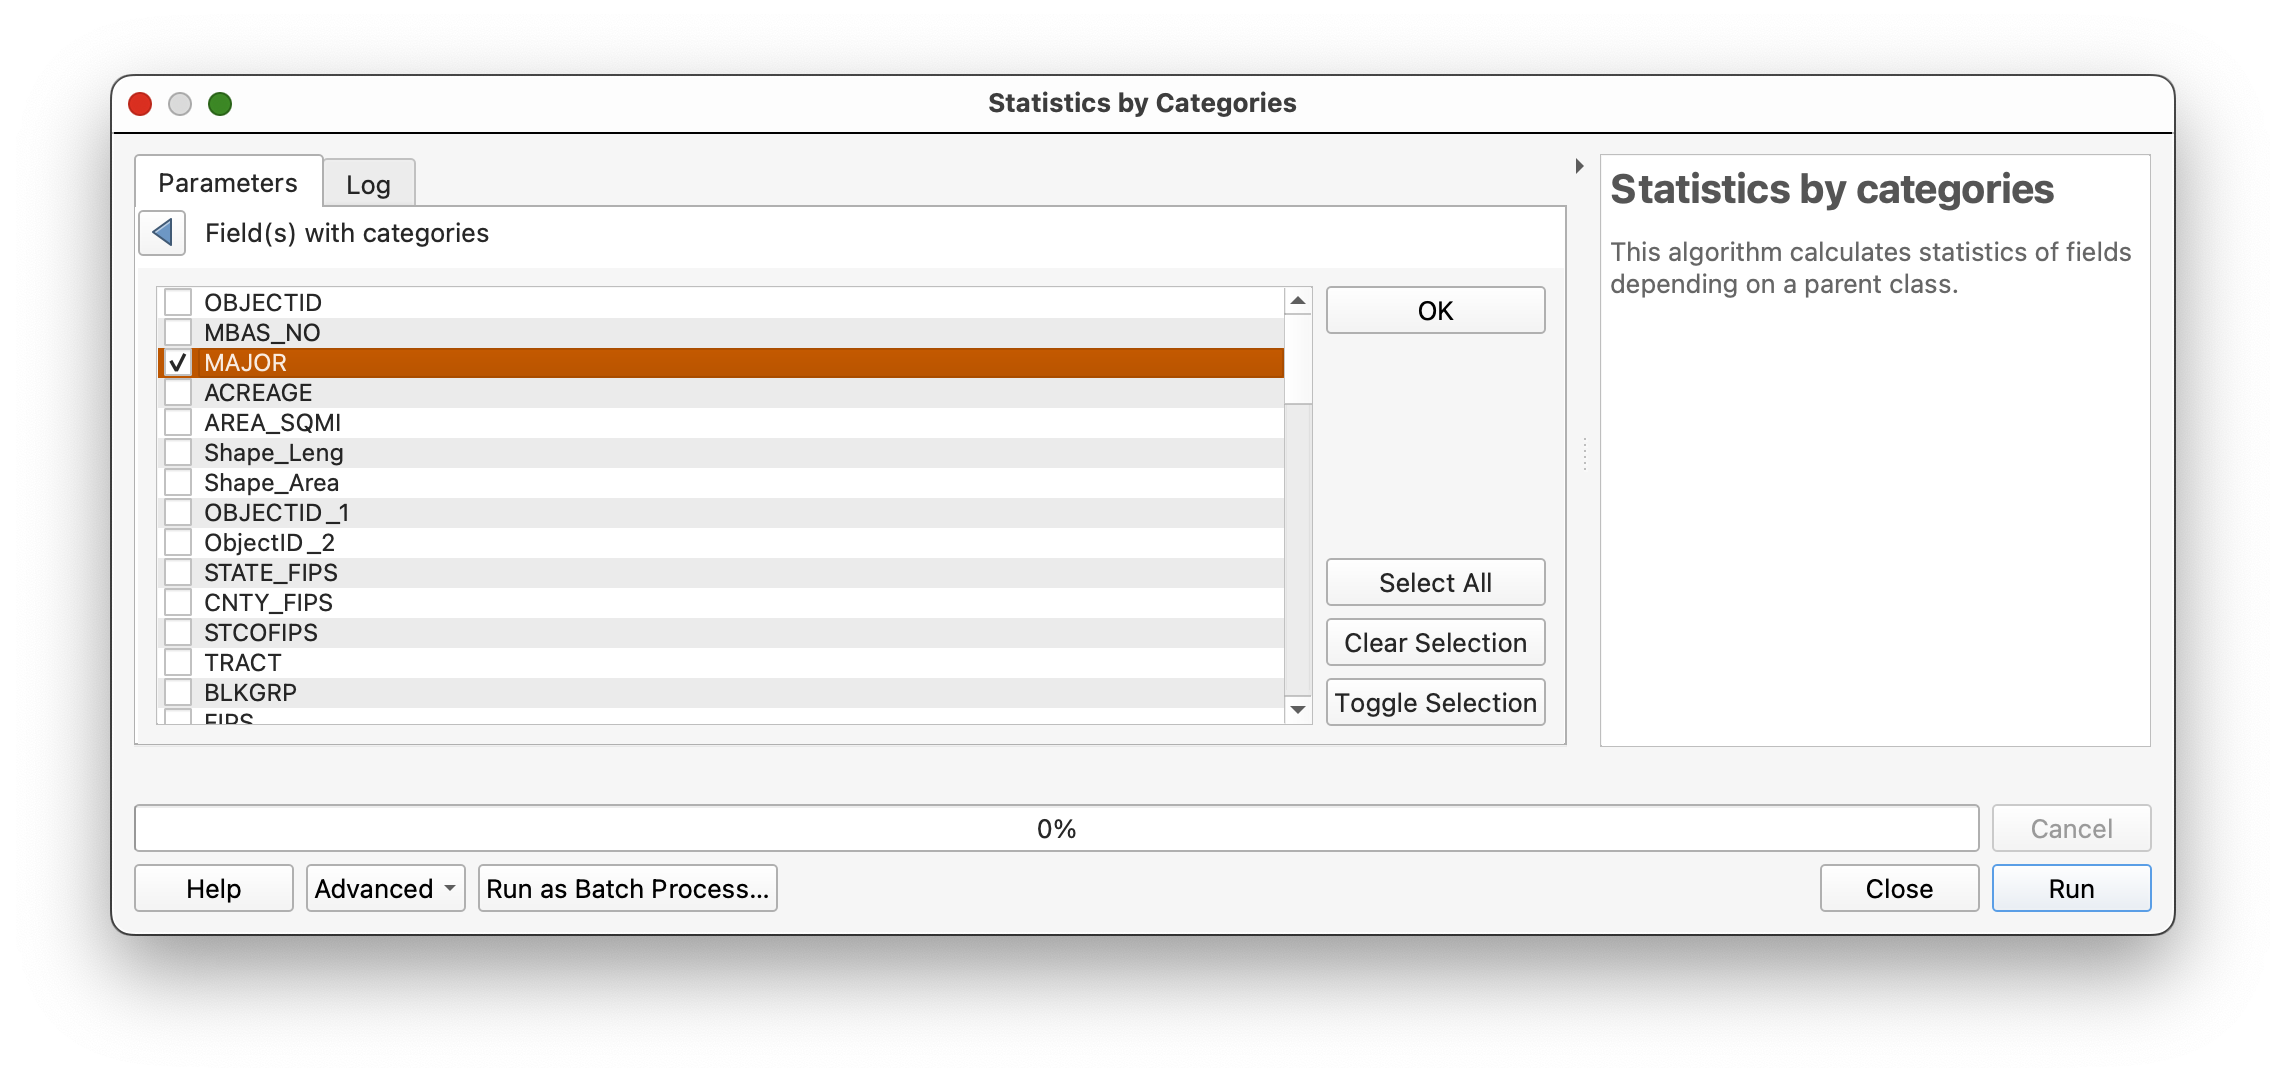 Statistics by Categories
Parameters
Log
Field(s) with categories
OBJECTID
MBAS_NO
MAJOR
ACREAGE
AREA_SQMI
Shape_Leng
Shape_Area
OBJECTID_1
ObjectID_2
STATE_FIPS
CNTY_FIPS
STCOFIPS
TRACT
BLKGRP
FIPS
OK
Select All
Clear Selection
Toggle Selection
Statistics by categories
This algorithm calculates statistics of fields
depending on a parent class.
0%
Cancel
Help
Advanced
Run as Batch Process...
Close
Run